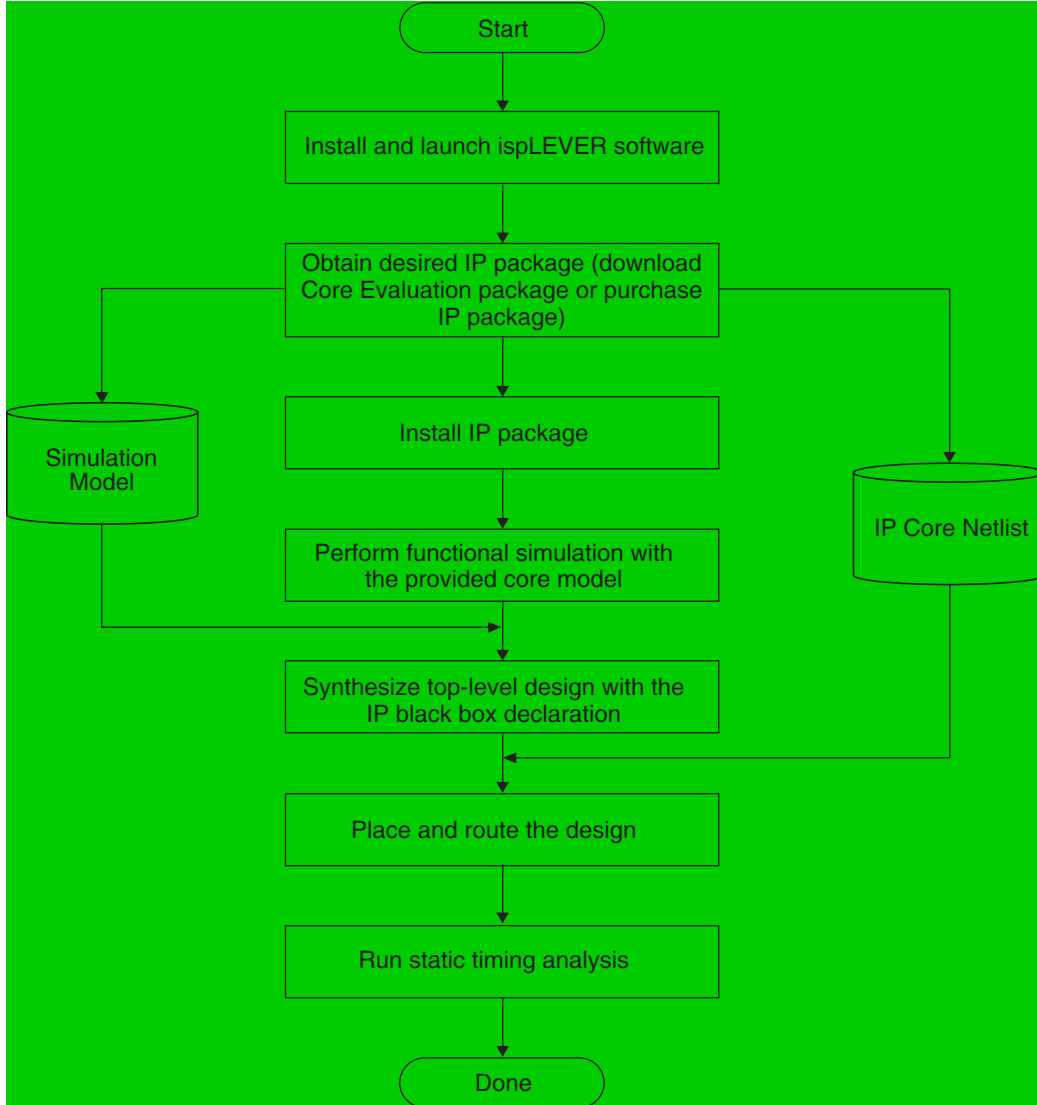 Start
Install and launch ispLEVER software
Obtain desired IP package (download
Core Evaluation package or purchase
IP package)
Install IP package
Simulation
Model
IP Core Netlist
Perform functional simulation with
the provided core model
Synthesize top-level design with the
IP black box declaration
Place and route the design
Run static timing analysis
Done